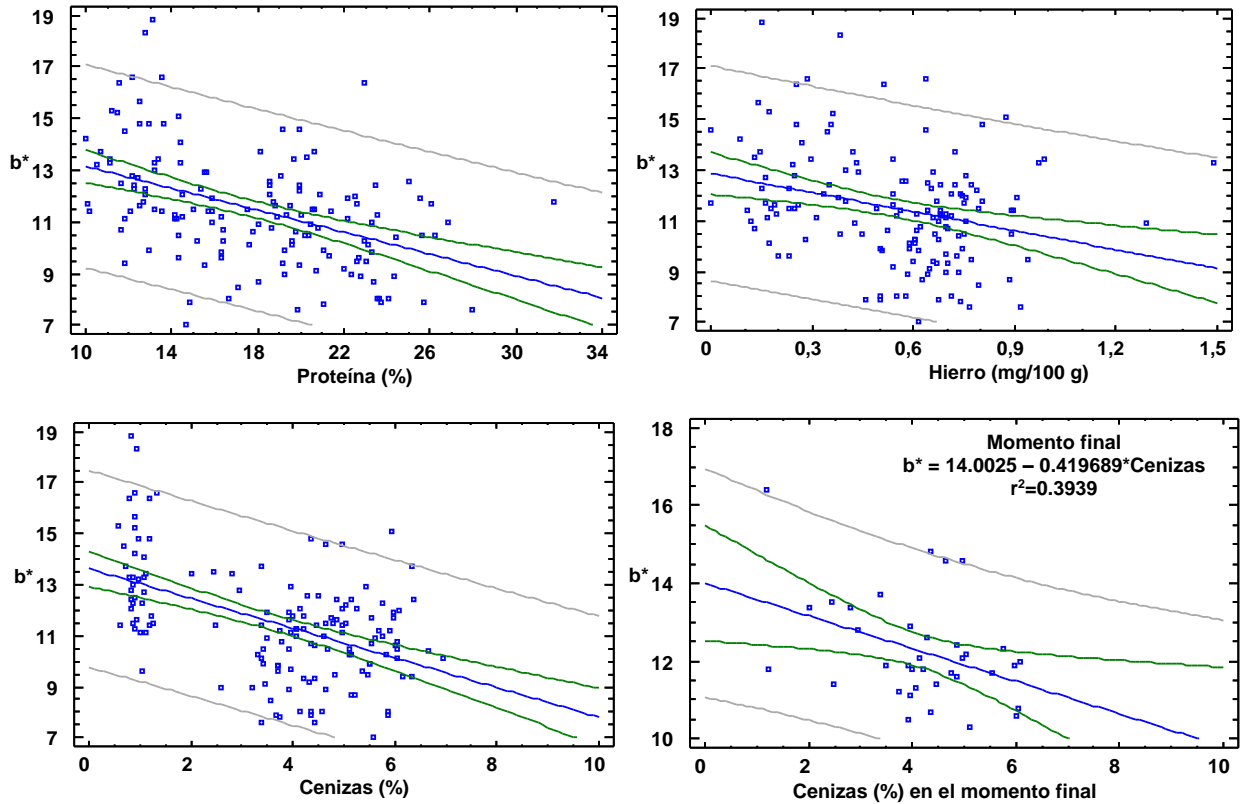 19
17
15
13
11
9
7
b*
10 14 18 22 26 30 34
Proteína (%)
19
17
15
13
11
9
7
b*
0 0,3 0,6 0,9 1,2 1,5
Hierro (mg/100 g)
19
17
15
13
11
9
7
b*
0 2 4 6 8 10
Cenizas (%)
18
16
14
12
10
b*
Momento final
b* = 14.0025 – 0.419689*Cenizas
r²=0.3939
0 2 4 6 8 10
Cenizas (%) en el momento final